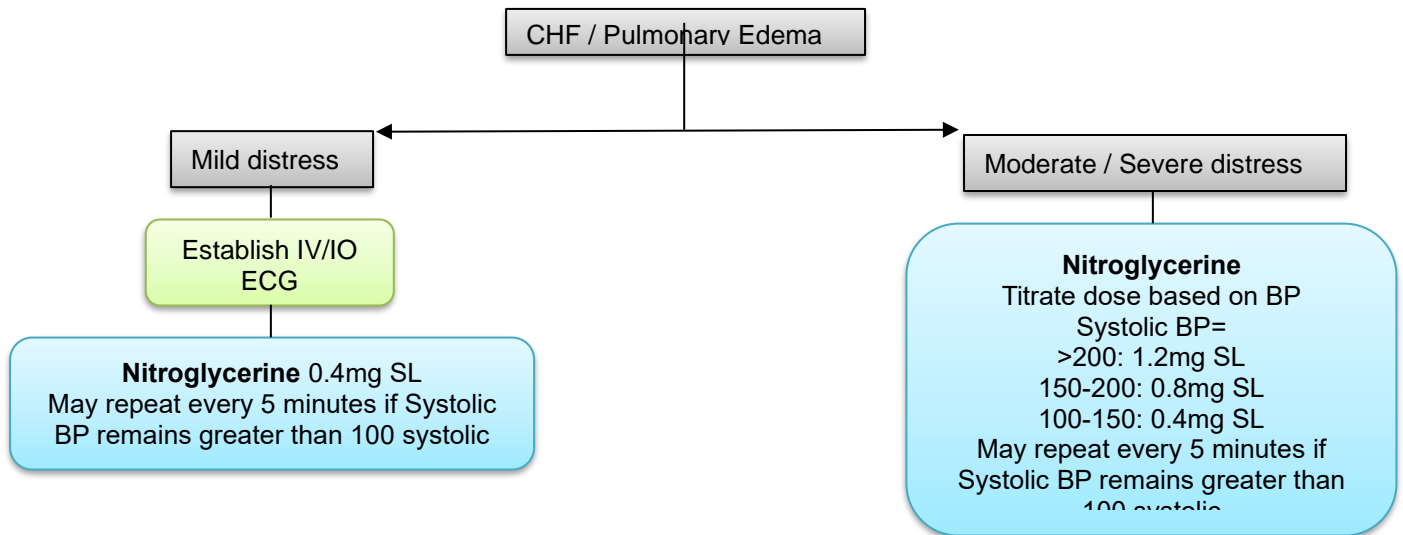 CHF / Pulmonary Edema
Mild distress
Moderate / Severe distress
Establish IV/IO
ECG
Nitroglycerine 0.4mg SL
May repeat every 5 minutes if Systolic
BP remains greater than 100 systolic
Nitroglycerine
Titrate dose based on BP
Systolic BP=
>200: 1.2mg SL
150-200: 0.8mg SL
100-150: 0.4mg SL
May repeat every 5 minutes if
Systolic BP remains greater than
100 systolic